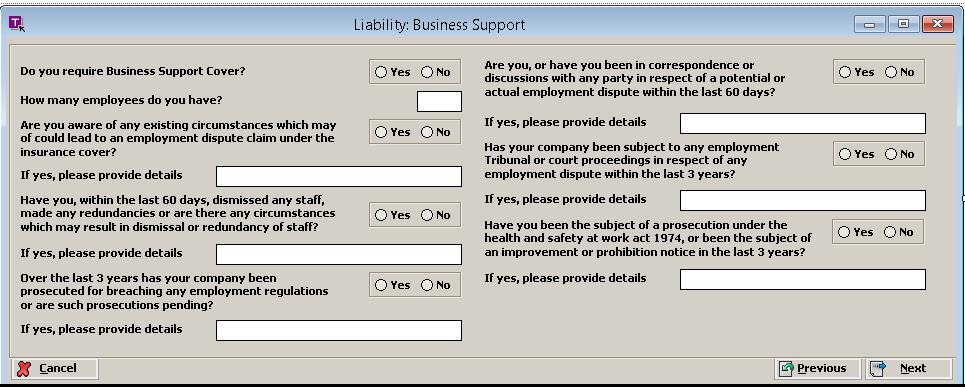 T
Liability: Business Support
Do you require Business Support Cover?
Yes No
How many employees do you have?
Are you aware of any existing circumstances which may
of could lead to an employment dispute claim under the
insurance cover?
Yes No
If yes, please provide details
Have you, within the last 60 days, dismissed any staff,
made any redundancies or are there any circumstances
which may result in dismissal or redundancy of staff?
Yes No
If yes, please provide details
Over the last 3 years has your company been
prosecuted for breaching any employment regulations
or are such prosecutions pending?
Yes No
If yes, please provide details
Are you, or have you been in correspondence or
discussions with any party in respect of a potential or
actual employment dispute within the last 60 days?
Yes No
If yes, please provide details
Has your company been subject to any employment
Tribunal or court proceedings in respect of any
employment dispute within the last 3 years?
Yes No
If yes, please provide details
Have you been the subject of a prosecution under the
health and safety at work act 1974, or been the subject of
an improvement or prohibition notice in the last 3 years?
Yes No
If yes, please provide details
Cancel
Previous
Next